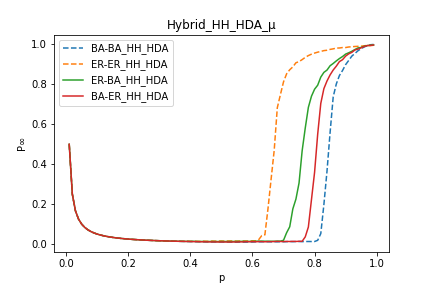 Hybrid_HH_HDA_μ
BA-BA_HH_HDA
ER-ER_HH_HDA
ER-BA_HH_HDA
BA-ER_HH_HDA
P∞
1.0
0.8
0.6
0.4
0.2
0.0
0.0 0.2 0.4 0.6 0.8 1.0
p